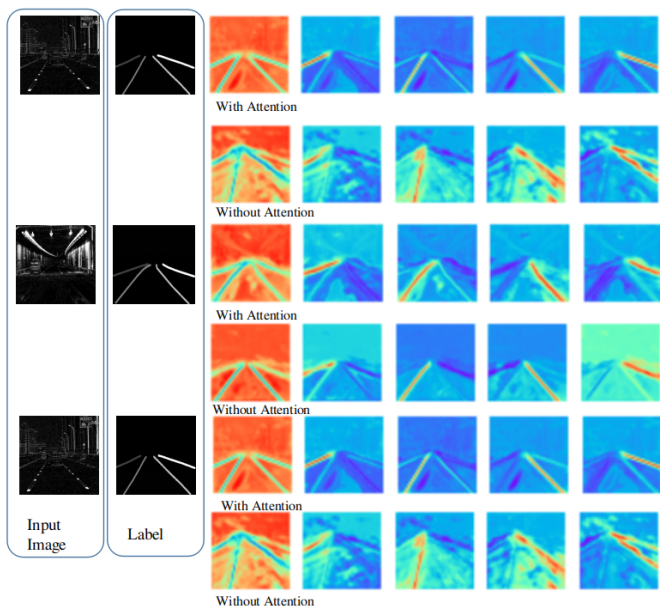 With Attention
Without Attention
With Attention
Without Attention
With Attention
Input
Image
Label
Without Attention